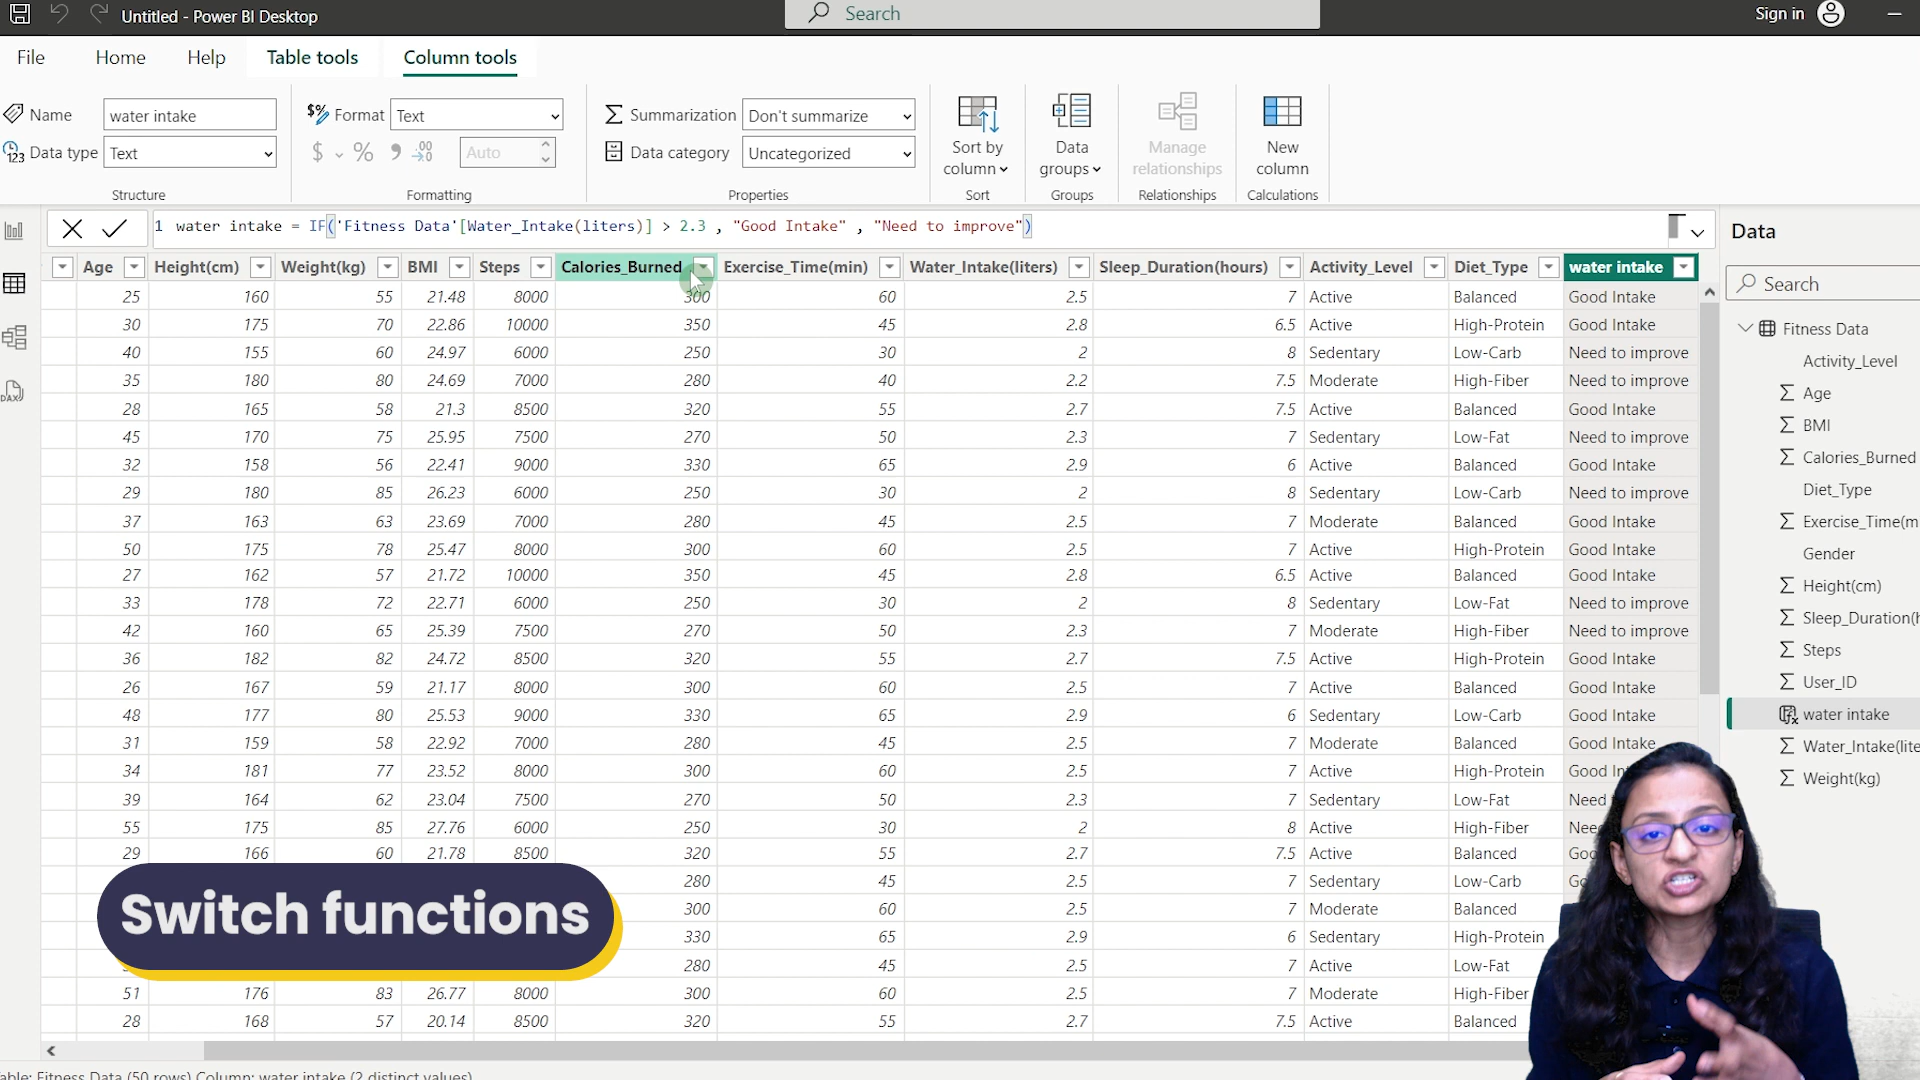 Untitled - Power BI Desktop
Search
Sign in
File Home Help Table tools Column tools
Name water intake
Data type Text
Structure
Format Text
$ % , .00 Auto
Formatting
Summarization Don't summarize
Data category Uncategorized
Properties
Sort by column
Sort
Data groups
Groups
Manage relationships
Relationships
New column
Calculations
1 water intake = IF('Fitness Data'[Water_Intake(liters)] > 2.3 , "Good Intake" , "Need to improve")
Age Height(cm) Weight(kg) BMI Steps Calories_Burned Exercise_Time(min) Water_Intake(liters) Sleep_Duration(hours) Activity_Level Diet_Type water intake
25 160 55 21.48 8000 300 60 2.5 7 Active Balanced Good Intake
30 175 70 22.86 10000 350 45 2.8 6.5 Active High-Protein Good Intake
40 155 60 24.97 6000 250 30 2 8 Sedentary Low-Carb Need to improve
35 180 80 24.69 7000 280 40 2.2 7.5 Moderate High-Fiber Need to improve
28 165 58 21.3 8500 320 55 2.7 7.5 Active Balanced Good Intake
45 170 75 25.95 7500 270 50 2.3 7 Sedentary Low-Fat Need to improve
32 158 56 22.41 9000 330 65 2.9 6 Active Balanced Good Intake
29 180 85 26.23 6000 250 30 2 8 Sedentary Low-Carb Need to improve
37 163 63 23.69 7000 280 45 2.5 7 Moderate Balanced Good Intake
50 175 78 25.47 8000 300 60 2.5 7 Active High-Protein Good Intake
27 162 57 21.72 10000 350 45 2.8 6.5 Active Balanced Good Intake
33 178 72 22.71 6000 250 30 2 8 Sedentary Low-Fat Need to improve
42 160 65 25.39 7500 270 50 2.3 7 Moderate High-Fiber Need to improve
36 182 82 24.72 8500 320 55 2.7 7.5 Active High-Protein Good Intake
26 167 59 21.17 8000 300 60 2.5 7 Active Balanced Good Intake
48 177 80 25.53 9000 330 65 2.9 6 Sedentary Low-Carb Good Intake
31 159 58 22.92 7000 280 45 2.5 7 Moderate Balanced Good Intake
34 181 77 23.52 8000 300 60 2.5 7 Active High-Protein Good
39 164 62 23.04 7500 270 50 2.3 7 Sedentary Low-Fat Need
55 175 85 27.76 6000 250 30 2 8 Active High-Fiber
29 166 60 21.78 8500 320 55 2.7 7.5 Active Balanced
280 45 2.5 7 Sedentary Low-Carb
300 60 2.5 7 Moderate Balanced
330 65 2.9 6 Sedentary High-Protein
280 45 2.5 7 Active Low-Fat
51 176 83 26.77 8000 300 60 2.5 7 Moderate High-Fiber
28 168 57 20.14 8500 320 55 2.7 7.5 Active Balanced
Switch functions
Table: Fitness Data (50 rows) Column: water intake (2 distinct values)
Data
Search
Fitness Data
Activity_Level
Age
BMI
Calories_Burned
Diet_Type
Exercise_Time(m
Gender
Height(cm)
Sleep_Duration(h
Steps
User_ID
water intake
Water_Intake(lite
Weight(kg)